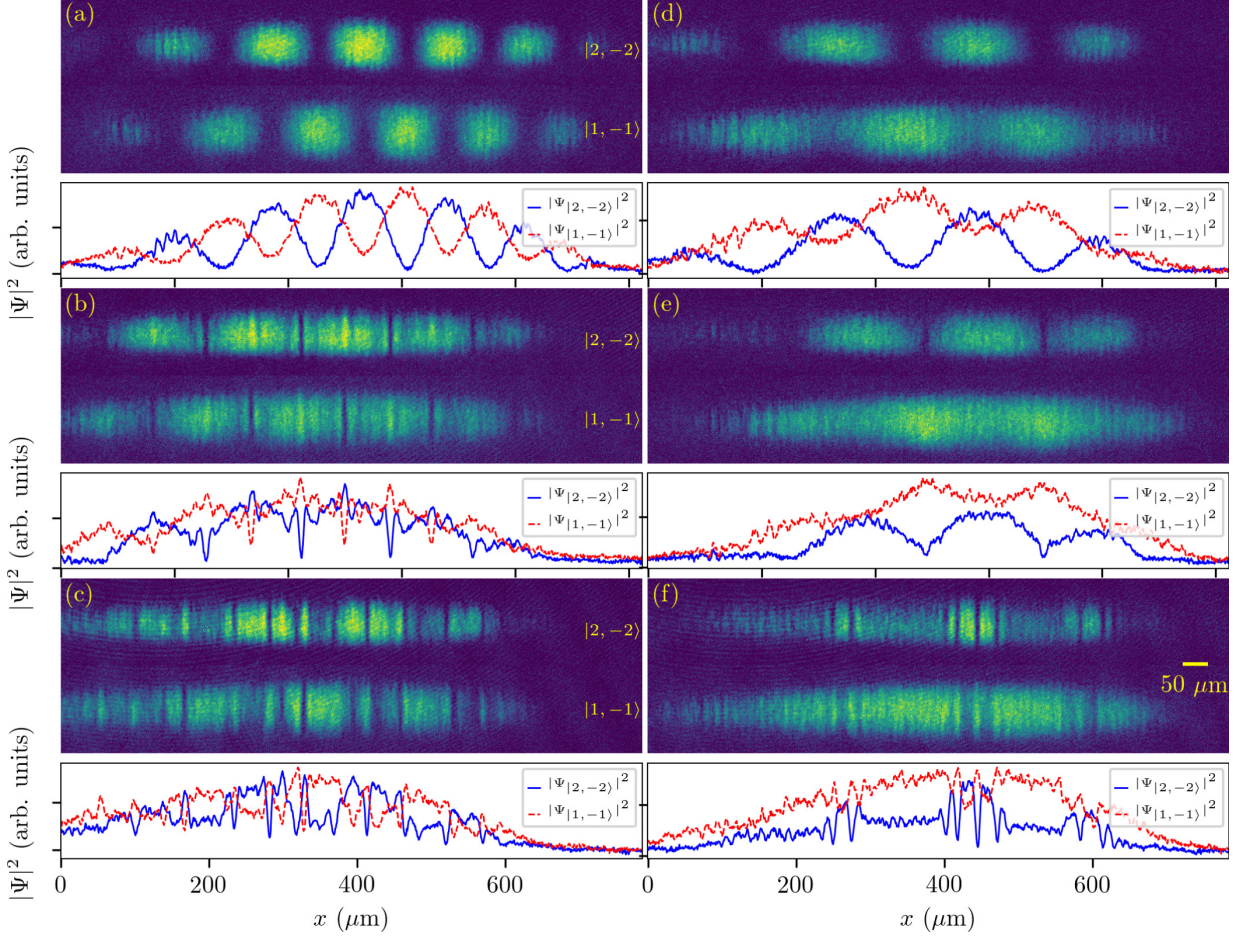 (a)
|2, −2⟩
|1, −1⟩
(d)
|Ψ|² (arb. units)
|Ψ|2,−2⟩|²
|Ψ|1,−1⟩|²
|Ψ|2,−2⟩|²
|Ψ|1,−1⟩|²
(b)
|2, −2⟩
|1, −1⟩
(e)
|Ψ|² (arb. units)
|Ψ|2,−2⟩|²
|Ψ|1,−1⟩|²
|Ψ|2,−2⟩|²
|Ψ|1,−1⟩|²
(c)
|2, −2⟩
|1, −1⟩
(f)
50 μm
|Ψ|² (arb. units)
|Ψ|2,−2⟩|²
|Ψ|1,−1⟩|²
|Ψ|2,−2⟩|²
|Ψ|1,−1⟩|²
0 200 400 600
x (μm)
0 200 400 600
x (μm)